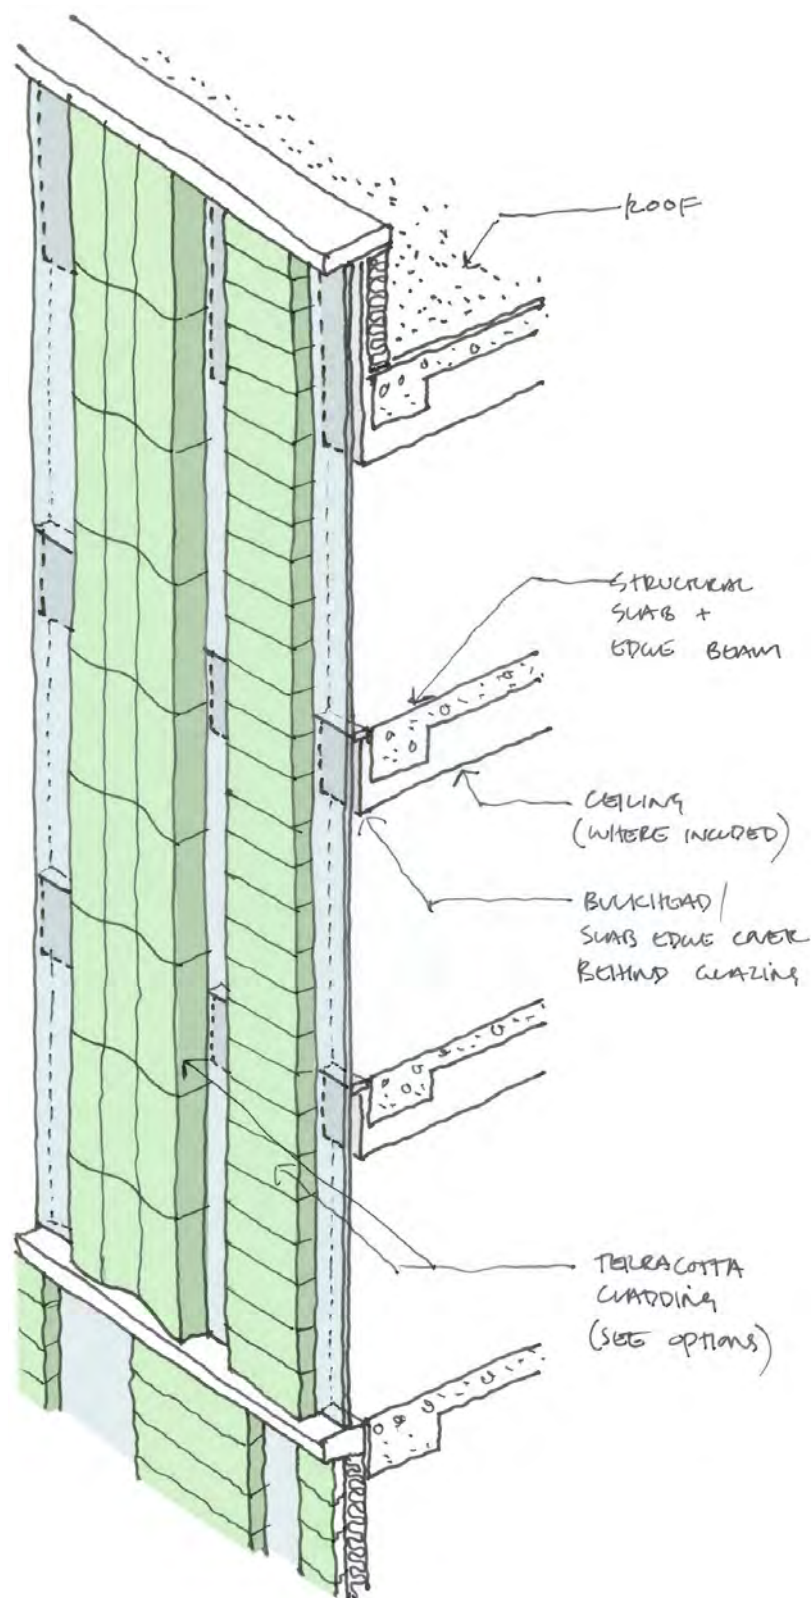 ROOF
STRUCTURAL
SLAB +
EDGE BEAM
CEILING
(WHERE INCLUDED)
BULKHEAD/
SLAB EDGE COVER
BEHIND GLAZING
TERRACOTTA
CLADDING
(SEE OPTIONS)